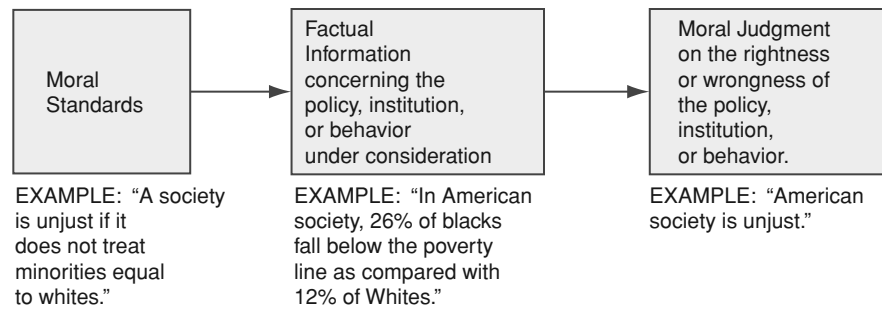 Moral
Standards
Factual
Information
concerning the
policy, institution,
or behavior
under consideration
Moral Judgment
on the rightness
or wrongness of
the policy,
institution,
or behavior.
EXAMPLE: “A society
is unjust if it
does not treat
minorities equal
to whites.”
EXAMPLE: “In American
society, 26% of blacks
fall below the poverty
line as compared with
12% of Whites.”
EXAMPLE: “American
society is unjust.”